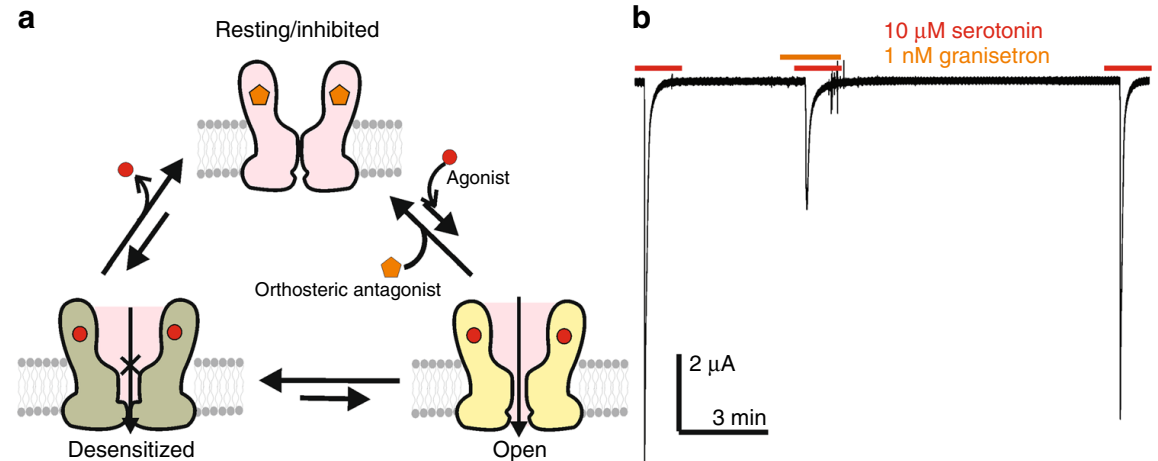 a
Resting/inhibited
Agonist
Orthosteric antagonist
Desensitized
Open
b
10 μM serotonin
1 nM granisetron
2 μA
3 min